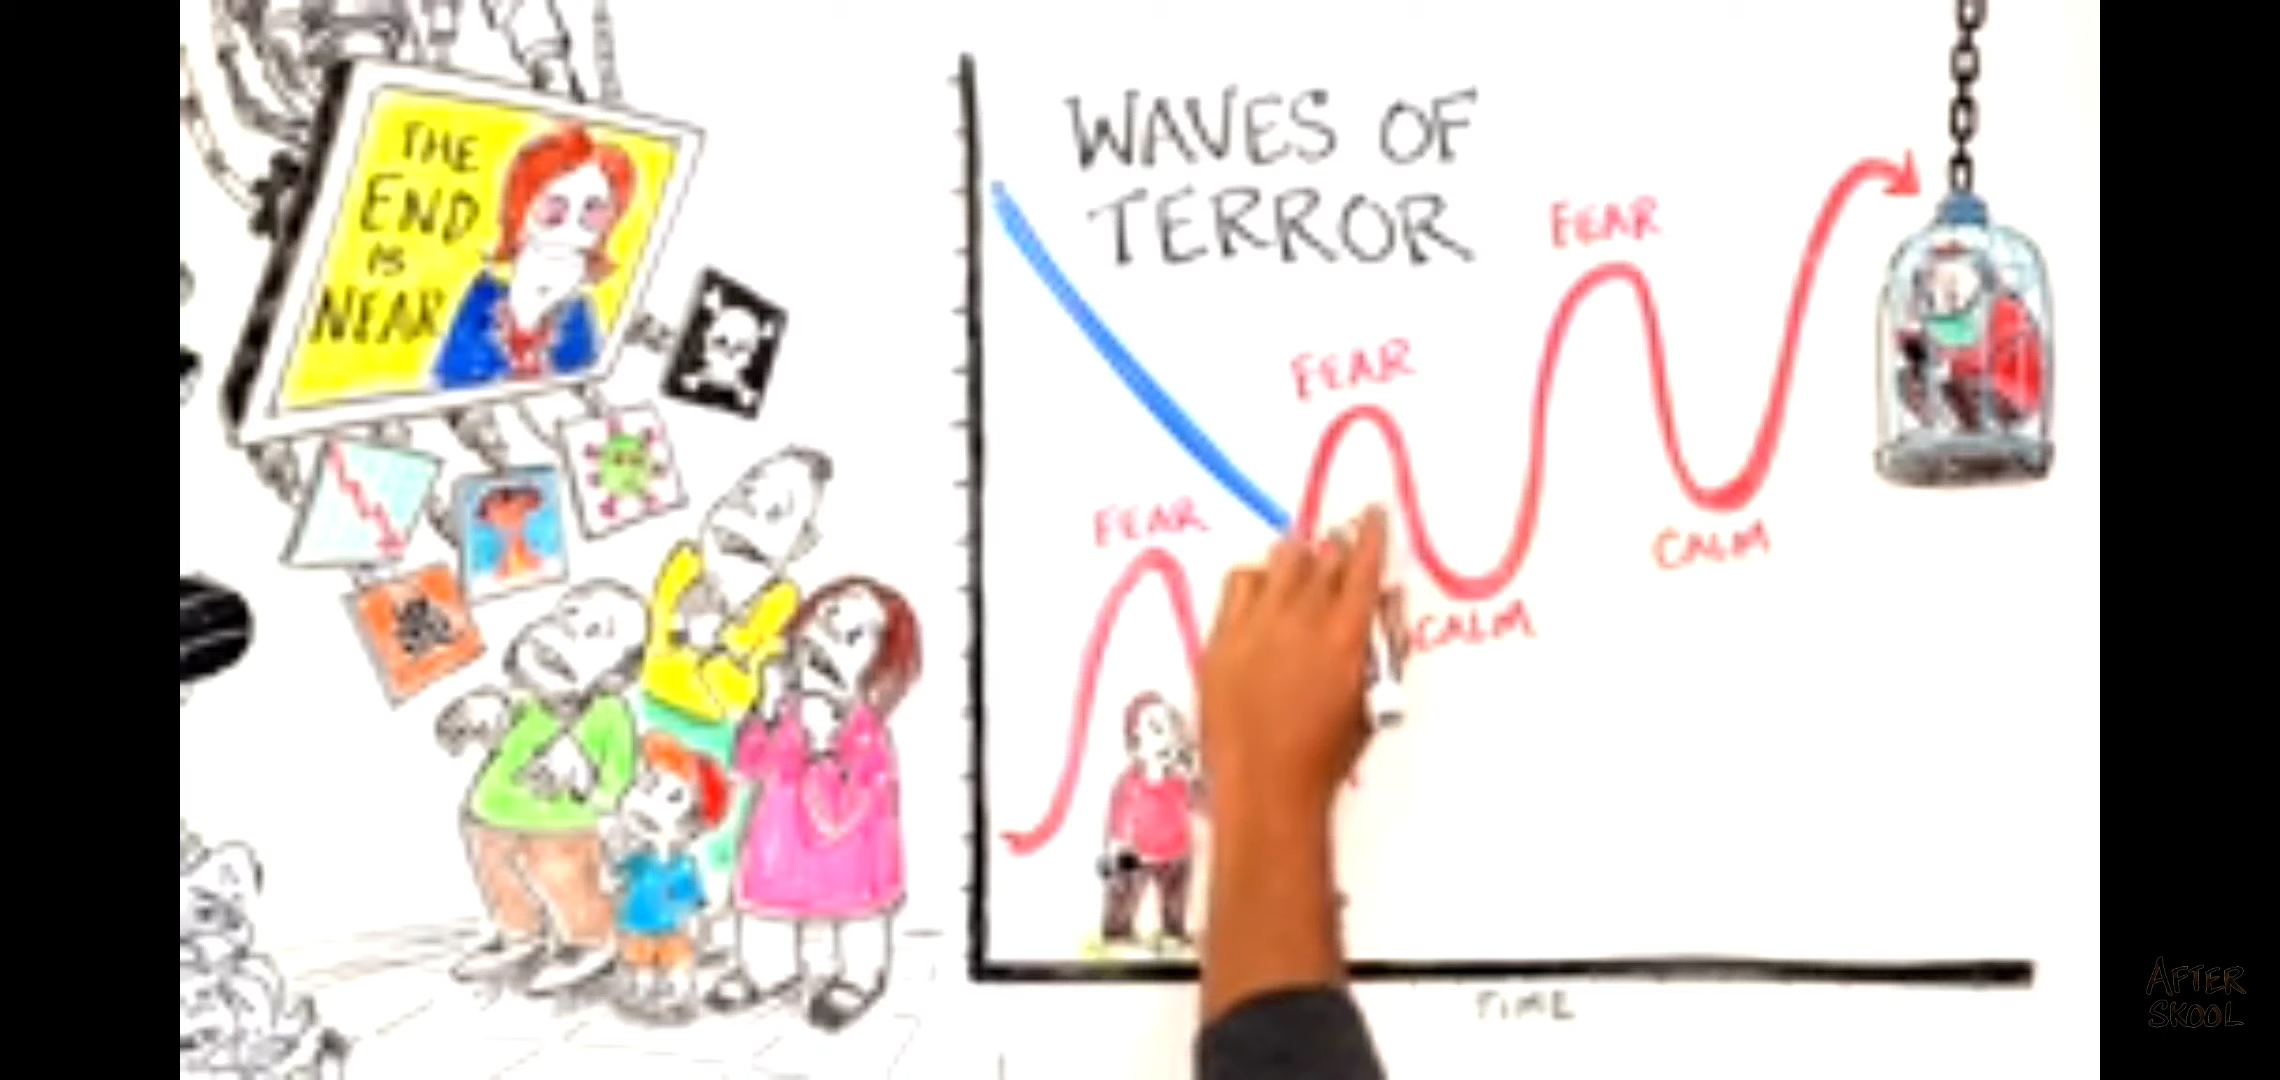 THE
END
IS
NEAR
WAVES OF
TERROR
FEAR
FEAR
FEAR
CALM
CALM
TIME
AFTER
SKOOL